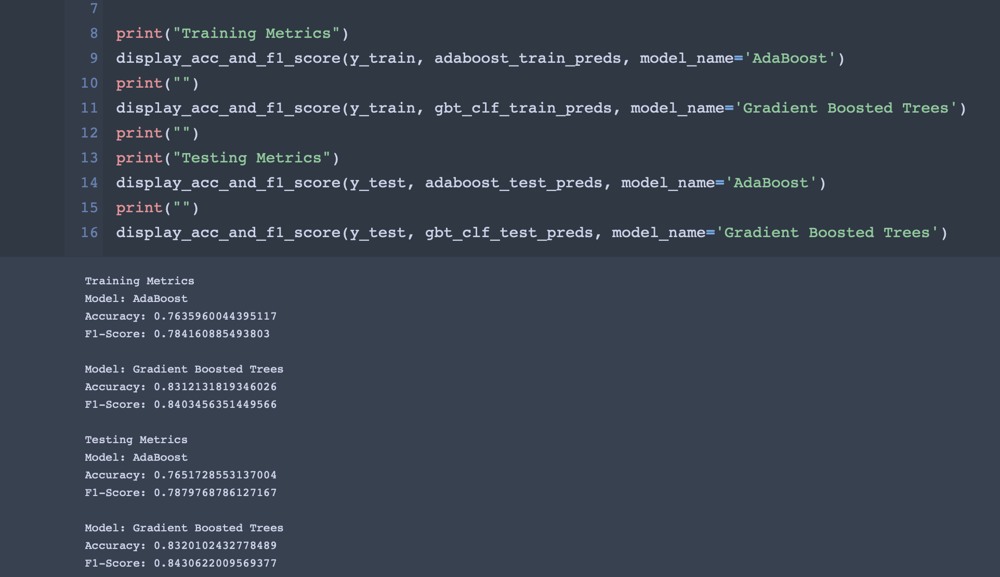 7
8 print("Training Metrics")
9 display_acc_and_f1_score(y_train, adaboost_train_preds, model_name='AdaBoost')
10 print("")
11 display_acc_and_f1_score(y_train, gbt_clf_train_preds, model_name='Gradient Boosted Trees')
12 print("")
13 print("Testing Metrics")
14 display_acc_and_f1_score(y_test, adaboost_test_preds, model_name='AdaBoost')
15 print("")
16 display_acc_and_f1_score(y_test, gbt_clf_test_preds, model_name='Gradient Boosted Trees')
Training Metrics
Model: AdaBoost
Accuracy: 0.7635960044395117
F1-Score: 0.784160885493803
Model: Gradient Boosted Trees
Accuracy: 0.8312131819346026
F1-Score: 0.8403456351449566
Testing Metrics
Model: AdaBoost
Accuracy: 0.7651728553137004
F1-Score: 0.7879768786127167
Model: Gradient Boosted Trees
Accuracy: 0.8320102432778489
F1-Score: 0.8430622009569377